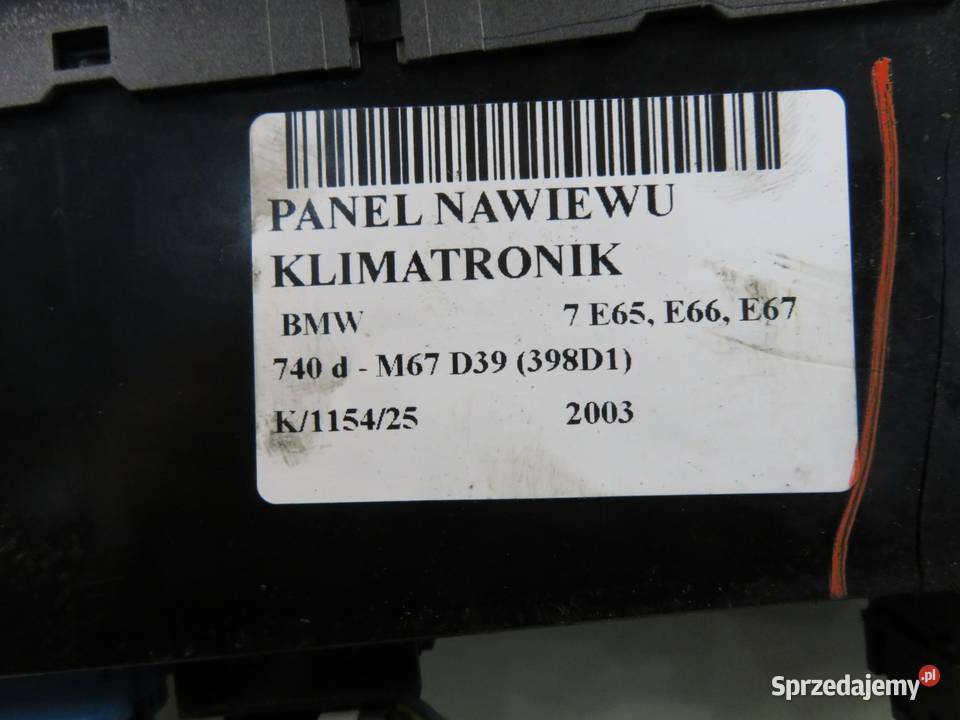 PANEL NAWIEWU
KLIMATRONIK
BMW 7 E65, E66, E67
740 d - M67 D39 (398D1)
K/1154/25 2003
Sprzedajemy.pl